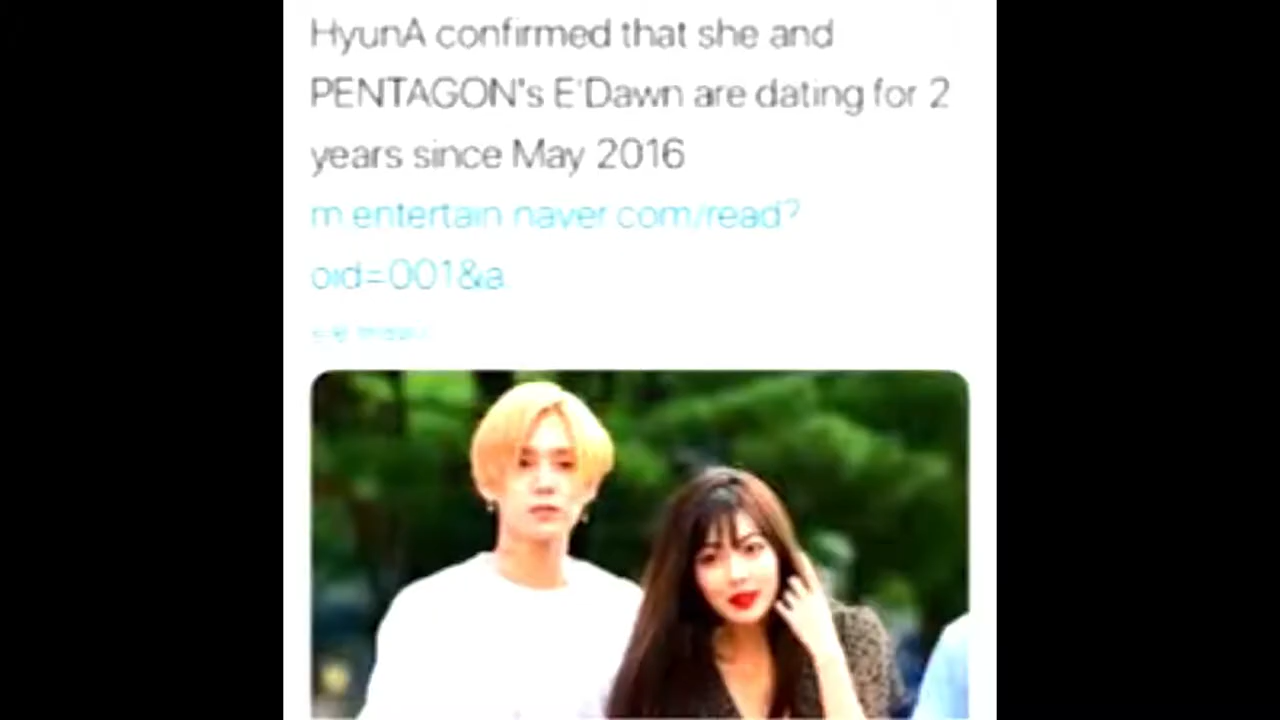 HyunA confirmed that she and
PENTAGON's E'Dawn are dating for 2
years since May 2016
m.entertain.naver.com/read?
oid=001&a